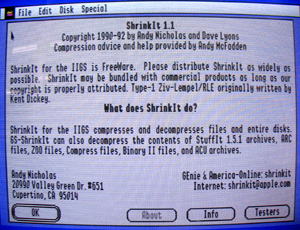 File Edit Disk Special
ShrinkIt 1.1
Copyright 1990-92 by Andy Nicholas and Dave Lyons
Compression advice and help provided by Andy McFadden
ShrinkIt for the IIGS is FreeWare. Please distribute ShrinkIt as widely as
possible. ShrinkIt may be bundled with commercial products as long as our
copyright is properly attributed. Type-1 Ziv-Lempel/RLE originally written by
Kent Dickey.
What does ShrinkIt do?
ShrinkIt for the IIGS compresses and decompresses files and entire disks.
GS-ShrinkIt can also decompress the contents of StuffIt 1.5.1 archives, ARC
files, ZOO files, Compress files, Binary II files, and ACU archives.
Andy Nicholas
20990 Valley Green Dr. #651
Cupertino, CA 95014
GEnie & America-Online: shrinkit
Internet: shrinkit@apple.com
OK About Info Testers